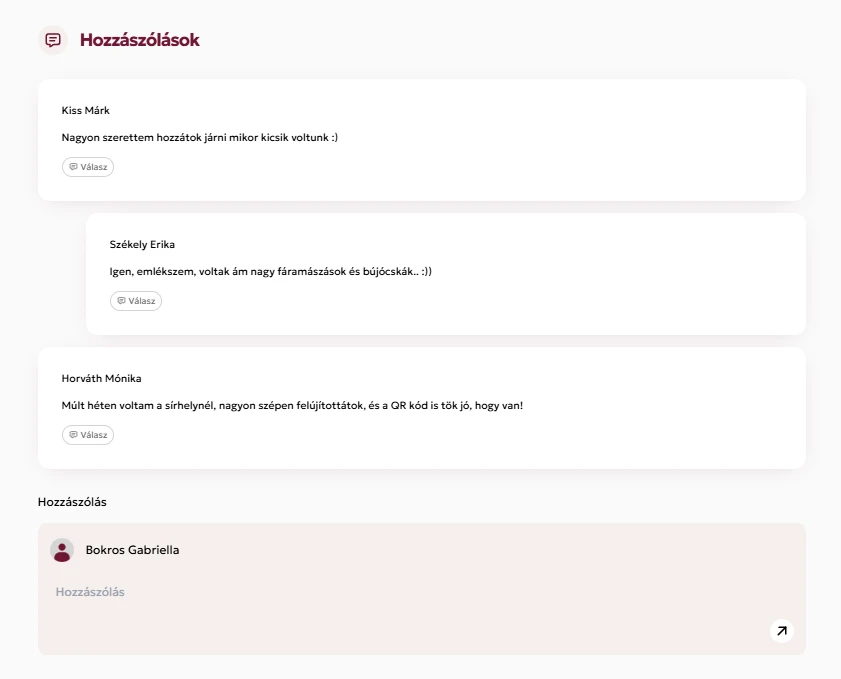 Hozzászólások
Kiss Márk
Nagyon szerettem hozzátok járni mikor kicsik voltunk :)
Válasz
Székely Erika
Igen, emlékszem, voltak ám nagy fáramászások és bújócskák.. :))
Válasz
Horváth Mónika
Múlt héten voltam a sírhelynél, nagyon szépen felújítottátok, és a QR kód is tök jó, hogy van!
Válasz
Hozzászólás
Bokros Gabriella
Hozzászólás